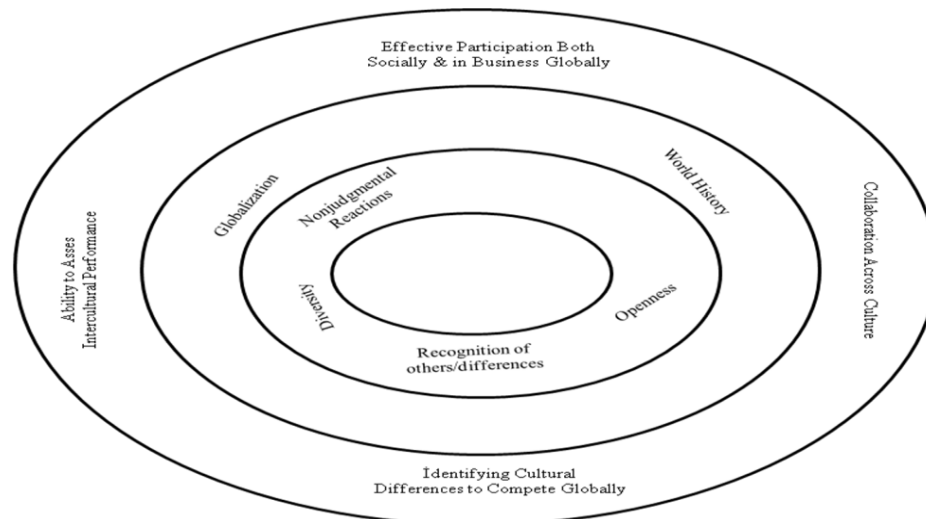 Effective Participation Both
Socially & in Business Globally
Globalization
Nonjudgmental
Reactions
World History
Ability to Asses
Intercultural Performance
Collaboration Across Culture
Diversity
Openness
Recognition of
others/differences
İdentifying Cultural
Differences to Compete Globally